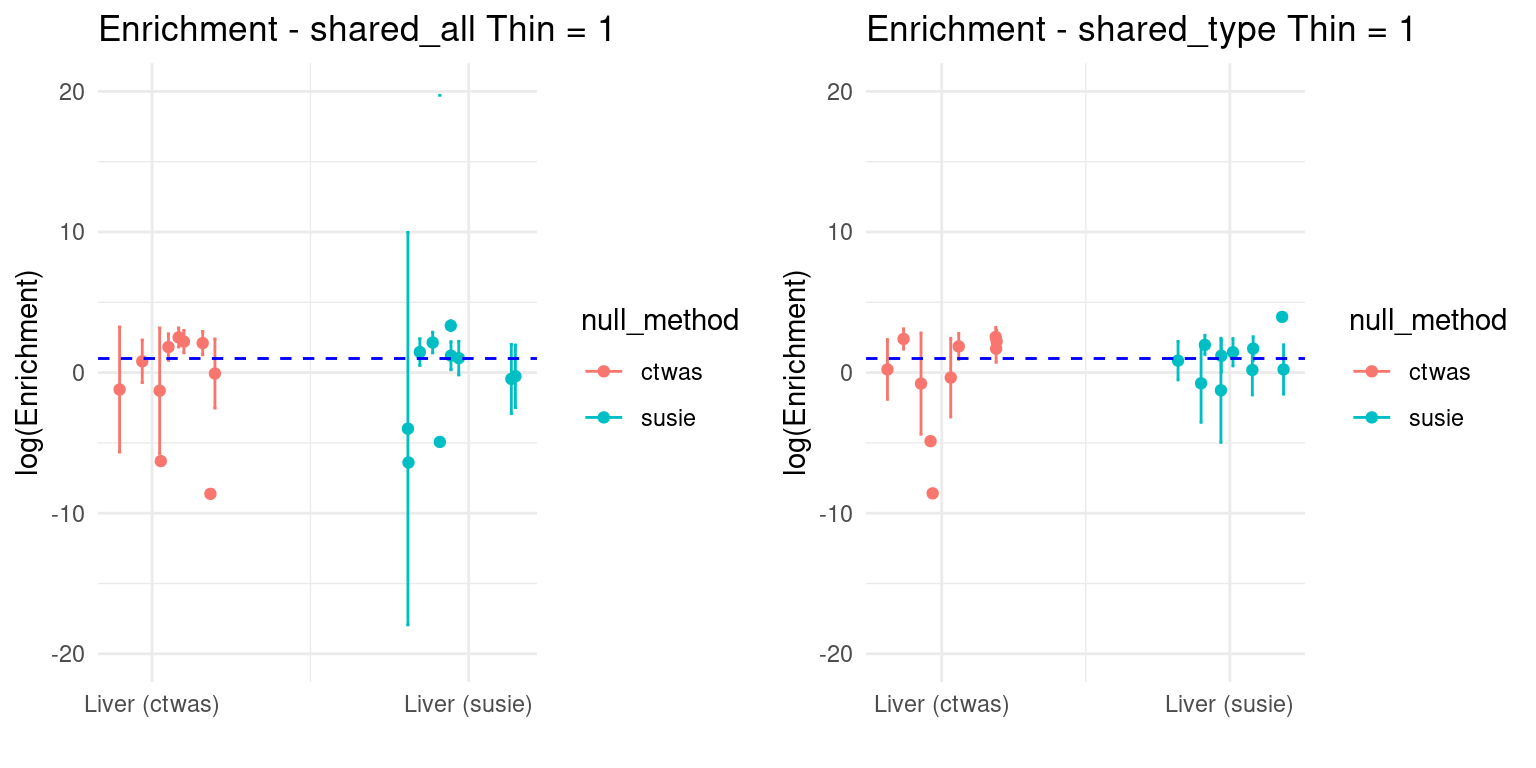 Enrichment - shared_all Thin = 1
log(Enrichment)
20
10
0
-10
-20
Liver (ctwas)
Liver (susie)
null_method
ctwas
susie
Enrichment - shared_type Thin = 1
log(Enrichment)
20
10
0
-10
-20
Liver (ctwas)
Liver (susie)
null_method
ctwas
susie